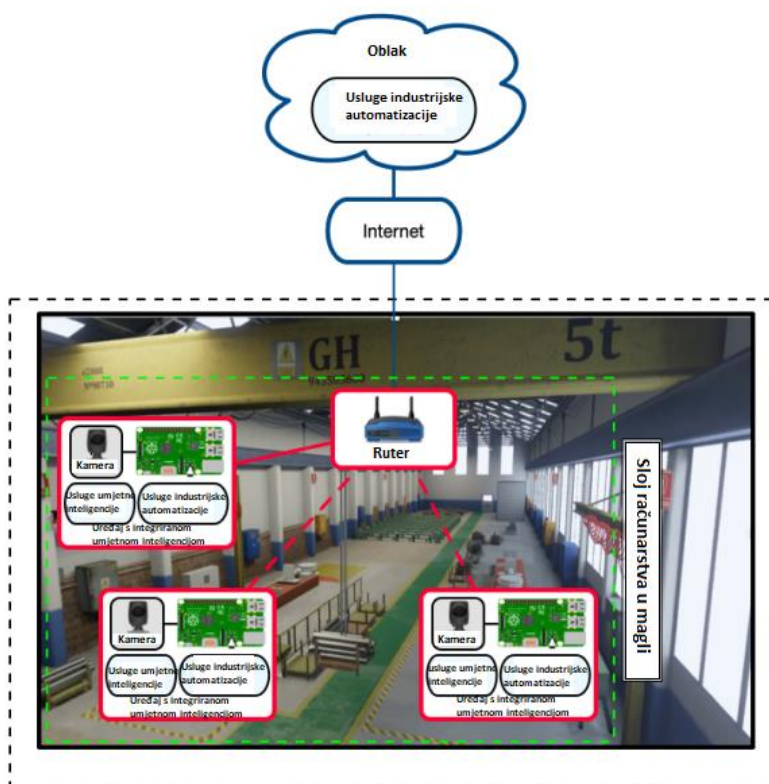 Oblak
Usluge industrijske
automatizacije
Internet
GH
5t
Ruter
Kamera
Usluge umjetne
inteligencije
Usluge industrijske
automatizacije
Uređaj s integriranom
umjetnom inteligencijom
Sloj računarstva u magli
Kamera
Usluge umjetne
inteligencije
Usluge industrijske
automatizacije
Uređaj s integriranom
umjetnom inteligencijom
Kamera
usluge umjetne
inteligencije
Usluge industrijske
automatizacije
Uređaj s integriranom
umjetnom inteligencijom